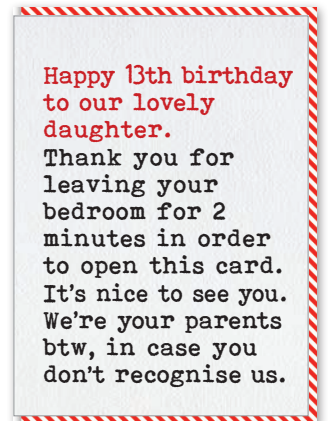 Happy 13th birthday
to our lovely
daughter.
Thank you for
leaving your
bedroom for 2
minutes in order
to open this card.
It's nice to see you.
We're your parents
btw, in case you
don't recognise us.